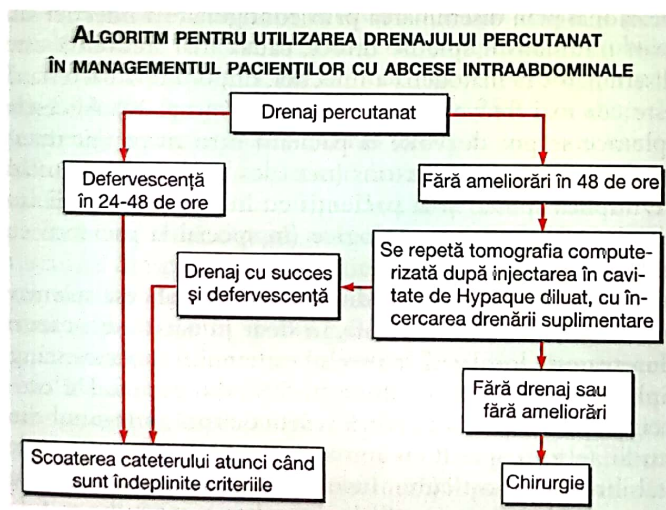 ALGORITM PENTRU UTILIZAREA DRENAJULUI PERCUTANAT
ÎN MANAGEMENTUL PACIENȚILOR CU ABCESE INTRAABDOMINALE
Drenaj percutanat
Defervescență
în 24-48 de ore
Fără ameliorări în 48 de ore
Drenaj cu succes
și defervescență
Se repetă tomografia compute-
rizată după injectarea în cavi-
tate de Hypaque diluat, cu în-
cercarea drenării suplimentare
Fără drenaj sau
fără ameliorări
Scoaterea cateterului atunci când
sunt îndeplinite criteriile
Chirurgie